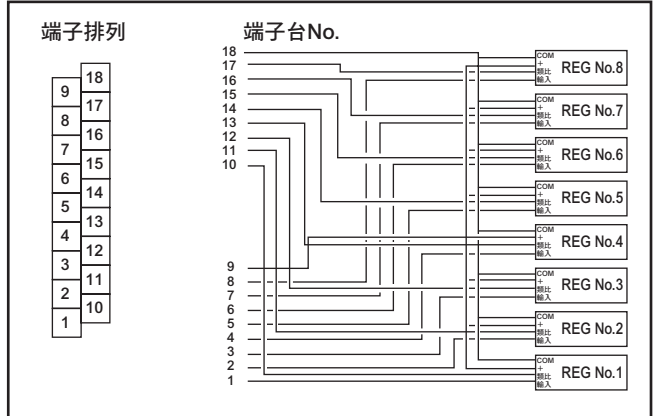 端子排列
端子台No.
9
8
7
6
5
4
3
2
1
18
17
16
15
14
13
12
11
10
18
17
16
15
14
13
12
11
10
9
8
7
6
5
4
3
2
1
COM
+
類比
輸入
REG No.8
COM
+
類比
輸入
REG No.7
COM
+
類比
輸入
REG No.6
COM
+
類比
輸入
REG No.5
COM
+
類比
輸入
REG No.4
COM
+
類比
輸入
REG No.3
COM
+
類比
輸入
REG No.2
COM
+
類比
輸入
REG No.1